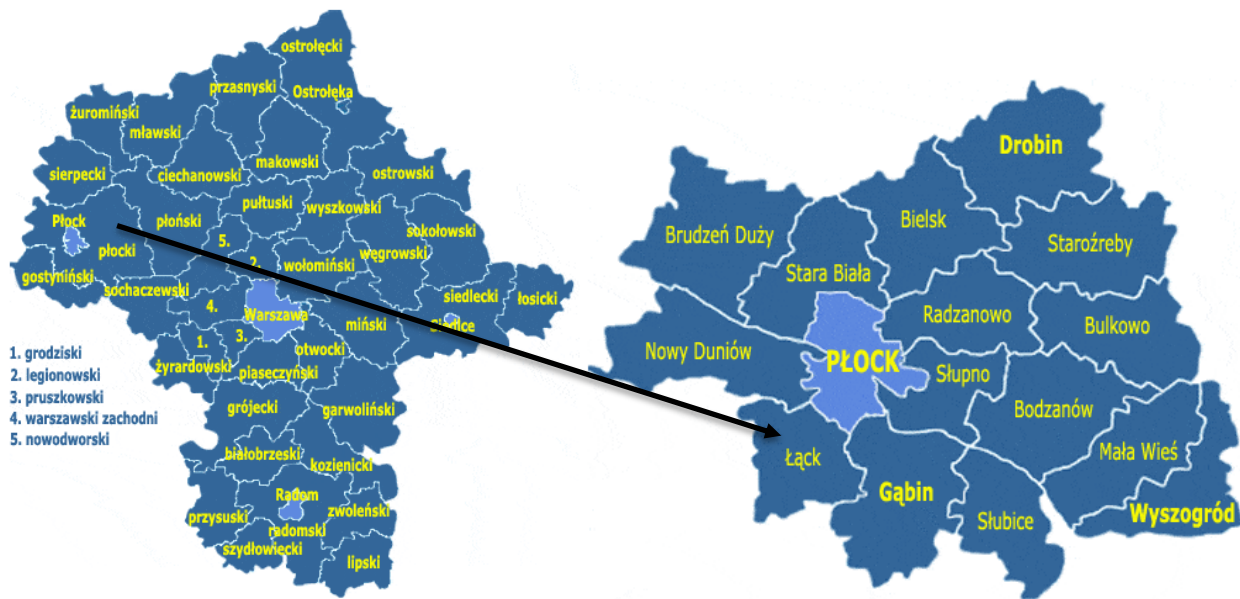 ostrołęcki
przasnyski
Ostrołęka
żuromiński
mławski
makowski
sierpecki
ciechanowski
ostrowski
pułtuski
wyszkowski
Płock
płoński
sokołowski
5.
płocki
węgrowski
2.
wołomiński
gostyniński
sochaczewski
siedlecki
łosicki
4.
Warszawa
miński
Siedlce
1.
3.
otwocki
żyrardowski
piaseczyński
grójecki
garwoliński
białobrzeski
kozienicki
Radom
przysuski
zwoleński
radomski
szydłowiecki
lipski
1. grodziski
2. legionowski
3. pruszkowski
4. warszawski zachodni
5. nowodworski
Drobin
Bielsk
Brudzeń Duży
Staroźreby
Stara Biała
Radzanowo
Bulkowo
Nowy Duniów
PŁOCK
Słupno
Bodzanów
Łąck
Mała Wieś
Gąbin
Słubice
Wyszogród